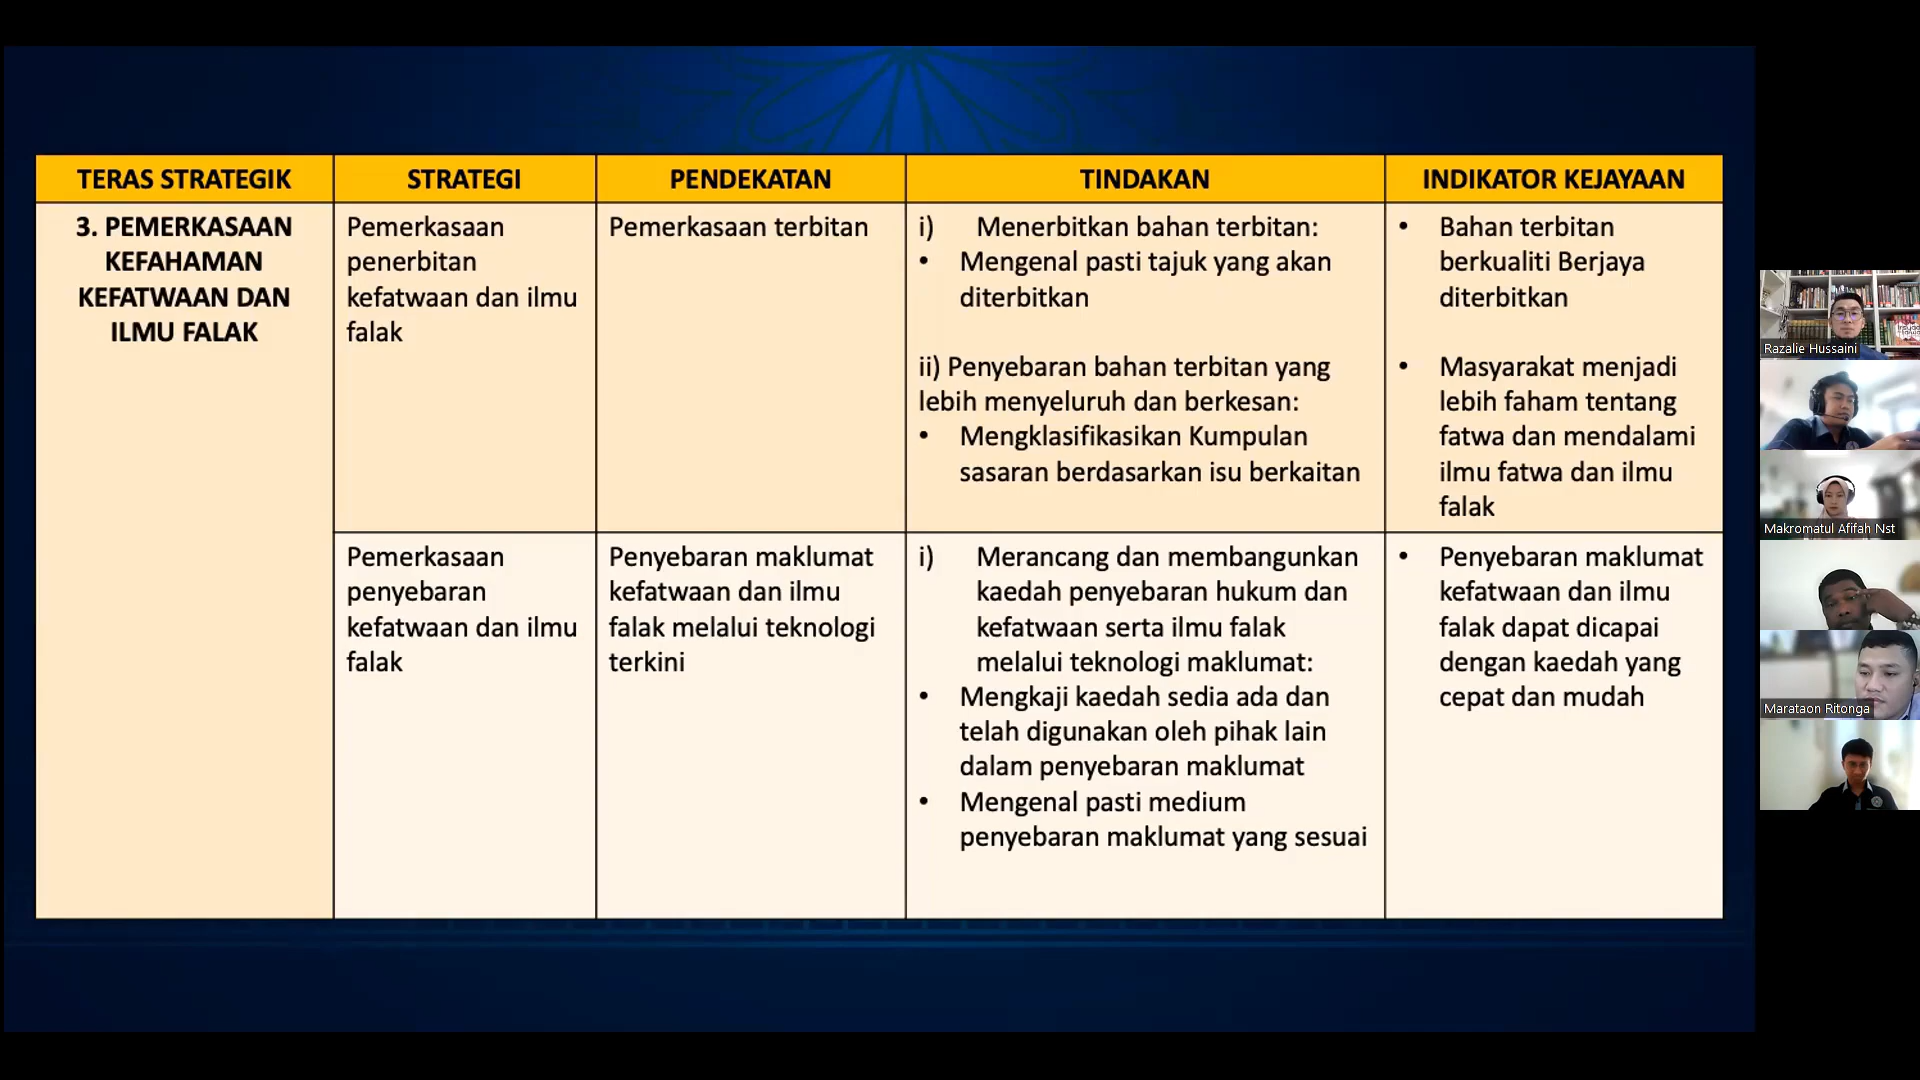 TERAS STRATEGIK
STRATEGI
PENDEKATAN
TINDAKAN
INDIKATOR KEJAYAAN
3. PEMERKASAAN
KEFAHAMAN
KEFATWAAN DAN
ILMU FALAK
Pemerkasaan
penerbitan
kefatwaan dan ilmu
falak
Pemerkasaan terbitan
i) Menerbitkan bahan terbitan:
• Mengenal pasti tajuk yang akan
diterbitkan
ii) Penyebaran bahan terbitan yang
lebih menyeluruh dan berkesan:
• Mengklasifikasikan Kumpulan
sasaran berdasarkan isu berkaitan
• Bahan terbitan
berkualiti Berjaya
diterbitkan
• Masyarakat menjadi
lebih faham tentang
fatwa dan mendalami
ilmu fatwa dan ilmu
falak
Pemerkasaan
penyebaran
kefatwaan dan ilmu
falak
Penyebaran maklumat
kefatwaan dan ilmu
falak melalui teknologi
terkini
i) Merancang dan membangunkan
kaedah penyebaran hukum dan
kefatwaan serta ilmu falak
melalui teknologi maklumat:
• Mengkaji kaedah sedia ada dan
telah digunakan oleh pihak lain
dalam penyebaran maklumat
• Mengenal pasti medium
penyebaran maklumat yang sesuai
• Penyebaran maklumat
kefatwaan dan ilmu
falak dapat dicapai
dengan kaedah yang
cepat dan mudah
Razalie Hussaini
Makromatul Afifah Nst
Marataon Ritonga